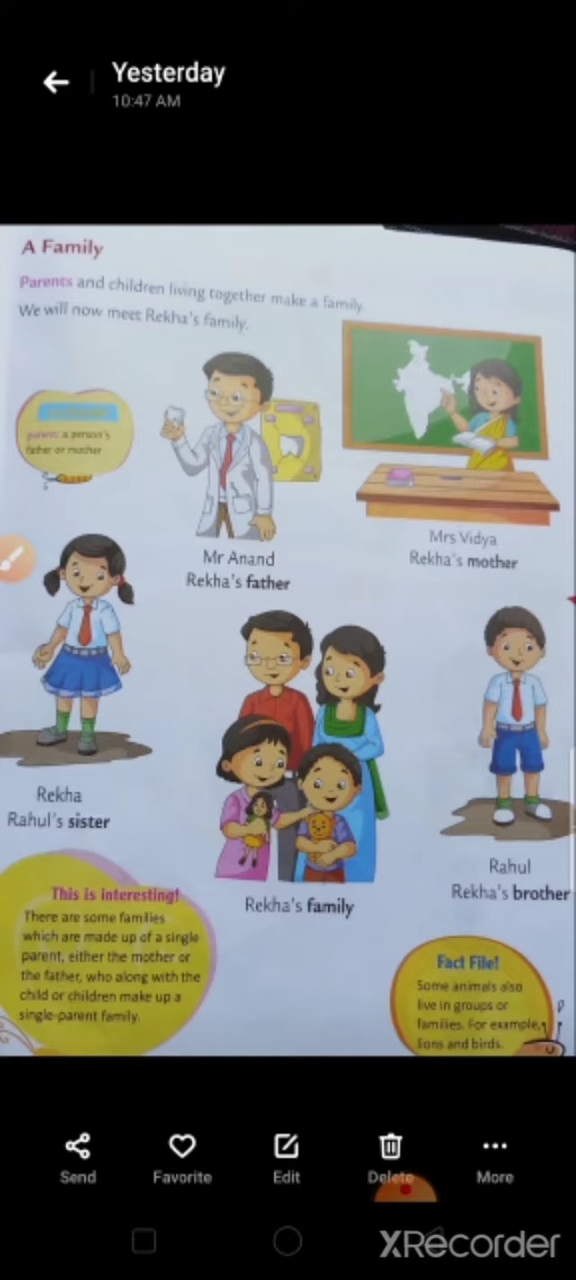 Yesterday
10:47 AM
A Family
Parents and children living together make a family
We will now meet Rekha's family.
parent: a person's
father or mother
Mr Anand
Rekha's father
Mrs Vidya
Rekha's mother
Rekha
Rahul's sister
Rekha's family
Rahul
Rekha's brother
This is interesting!
There are some families
which are made up of a single
parent, either the mother or
the father, who along with the
child or children make up a
single-parent family.
Fact File!
Some animals also
live in groups or
families. For example,
lions and birds.
Send
Favorite
Edit
Delete
More
XRecorder